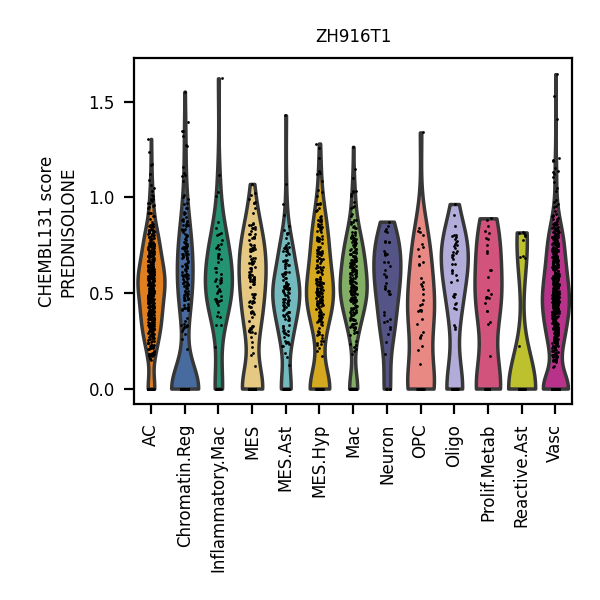 ZH916T1
CHEMBL131 score
PREDNISOLONE
1.5
1.0
0.5
0.0
AC
Chromatin.Reg
Inflammatory.Mac
MES
MES.Ast
MES.Hyp
Mac
Neuron
OPC
Oligo
Prolif.Metab
Reactive.Ast
Vasc